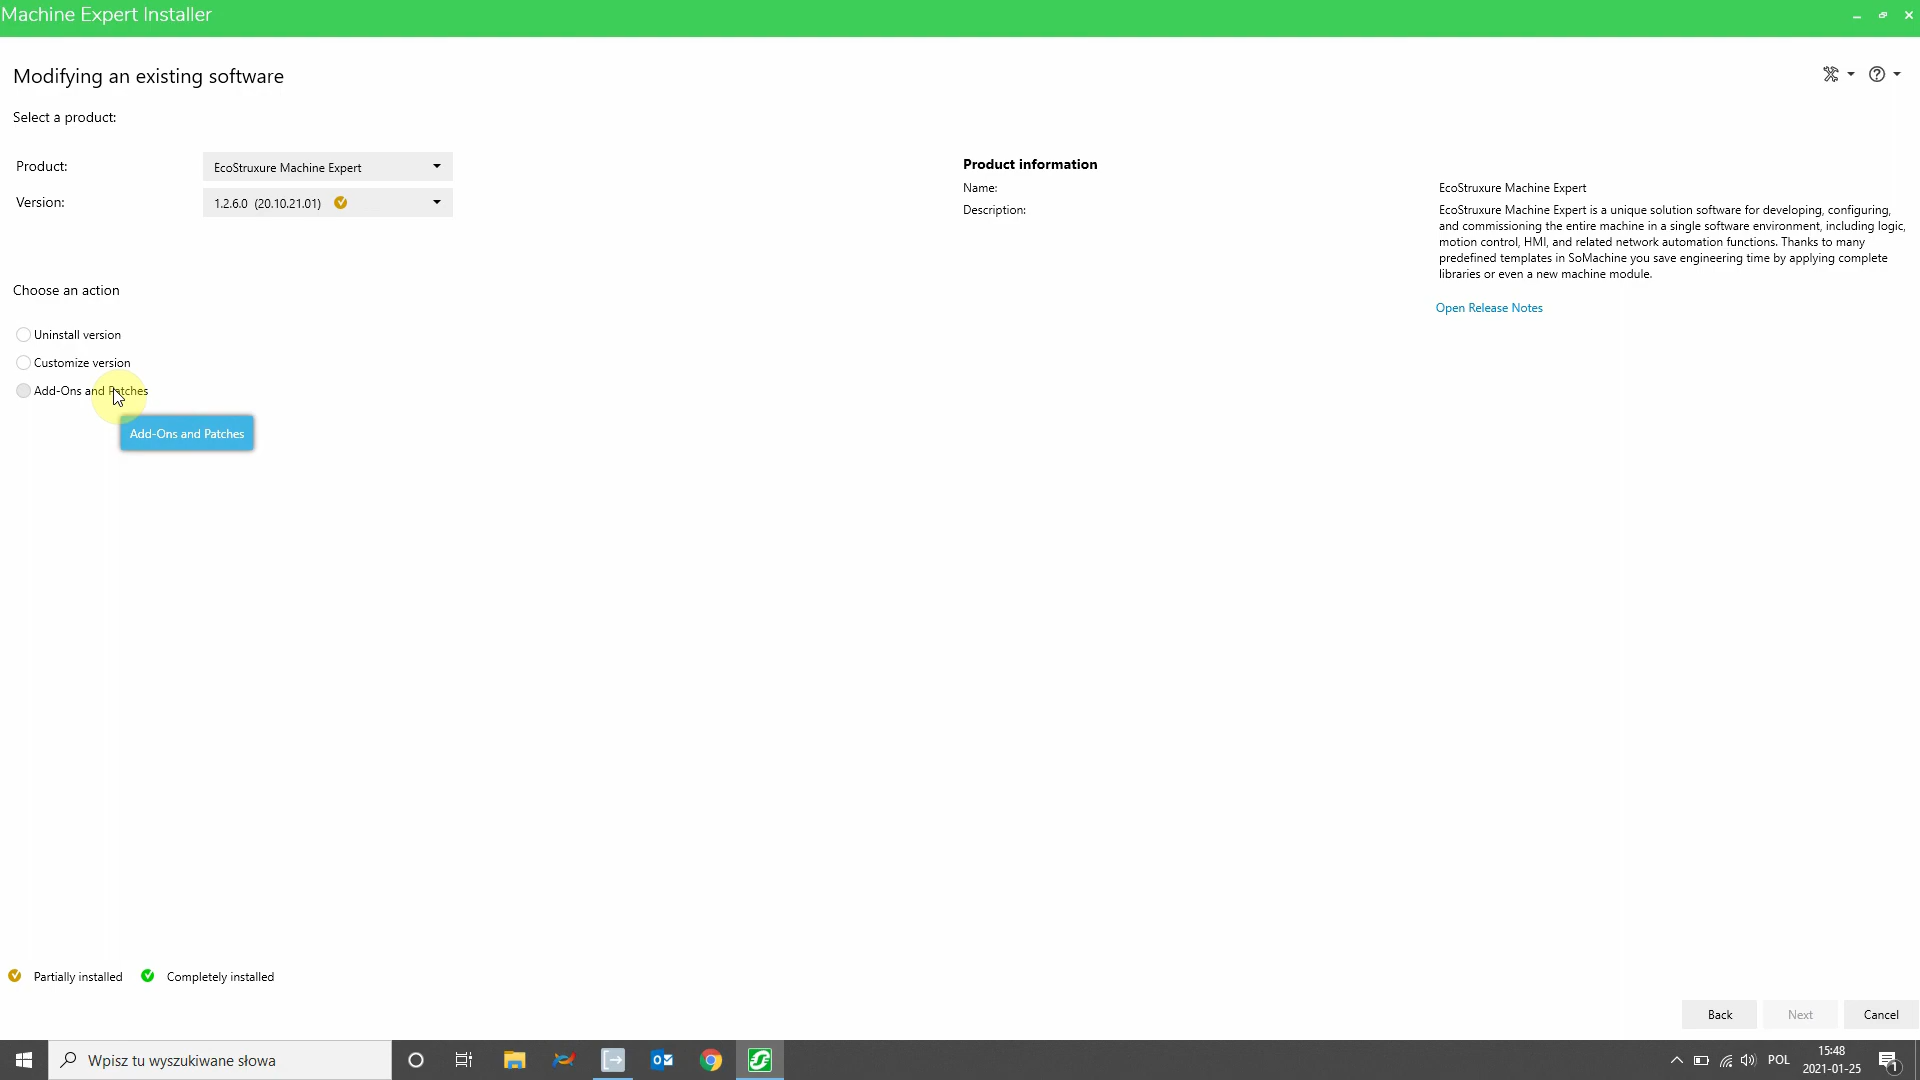 Machine Expert Installer
Modifying an existing software
Select a product:
Product:
EcoStruxure Machine Expert
Version:
1.2.6.0 (20.10.21.01)
Product information
Name:
EcoStruxure Machine Expert
Description:
EcoStruxure Machine Expert is a unique solution software for developing, configuring,
and commissioning the entire machine in a single software environment, including logic,
motion control, HMI, and related network automation functions. Thanks to many
predefined templates in SoMachine you save engineering time by applying complete
libraries or even a new machine module.
Open Release Notes
Choose an action
Uninstall version
Customize version
Add-Ons and Patches
Add-Ons and Patches
Partially installed
Completely installed
Back
Next
Cancel
Wpisz tu wyszukiwane słowa
POL
15:48
2021-01-25
1